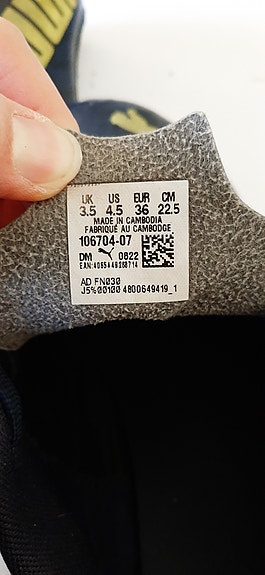 UK US EUR CM
3.5 4.5 36 22.5
MADE IN CAMBODIA
FABRIQUÉ AU CAMBODGE
106704-07
DM 0822
AD FN030